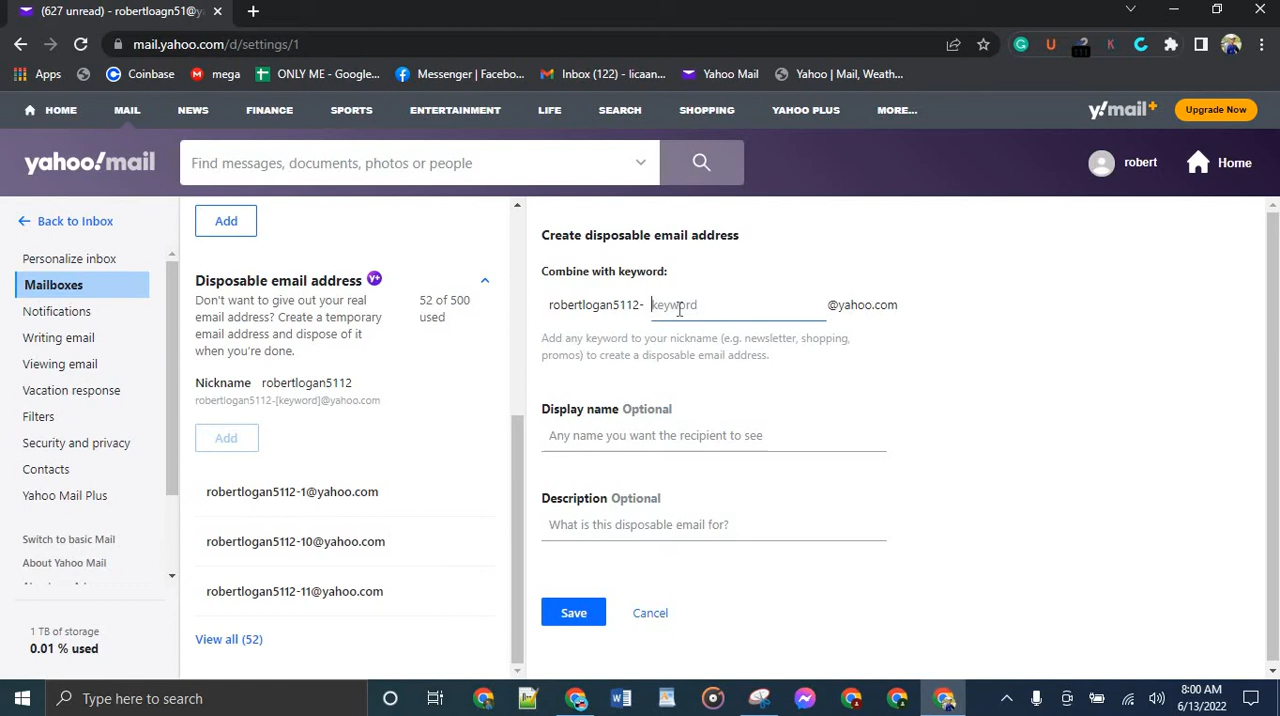 (627 unread) - robertloagn51@y
mail.yahoo.com/d/settings/1
Apps
Coinbase
mega
ONLY ME - Google...
Messenger | Facebo...
Inbox (122) - licaan...
Yahoo Mail
Yahoo | Mail, Weath...
HOME
MAIL
NEWS
FINANCE
SPORTS
ENTERTAINMENT
LIFE
SEARCH
SHOPPING
YAHOO PLUS
MORE...
y!mail+
Upgrade Now
yahoo!mail
Find messages, documents, photos or people
robert
Home
Back to Inbox
Personalize inbox
Mailboxes
Notifications
Writing email
Viewing email
Vacation response
Filters
Security and privacy
Contacts
Yahoo Mail Plus
Switch to basic Mail
About Yahoo Mail
1 TB of storage
0.01 % used
Add
Disposable email address y+
Don't want to give out your real
email address? Create a temporary
email address and dispose of it
when you're done.
52 of 500
used
Nickname robertlogan5112
robertlogan5112-[keyword]@yahoo.com
Add
robertlogan5112-1@yahoo.com
robertlogan5112-10@yahoo.com
robertlogan5112-11@yahoo.com
View all (52)
Create disposable email address
Combine with keyword:
robertlogan5112- keyword @yahoo.com
Add any keyword to your nickname (e.g. newsletter, shopping,
promos) to create a disposable email address.
Display name Optional
Any name you want the recipient to see
Description Optional
What is this disposable email for?
Save
Cancel
Type here to search
8:00 AM
6/13/2022